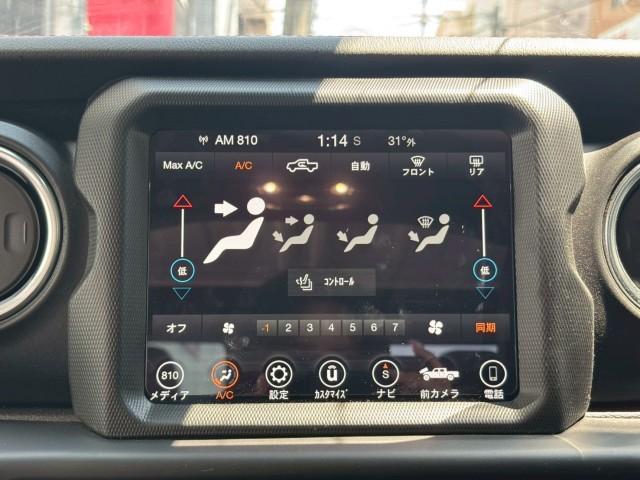 AM 810 1:14 S 31°外
Max A/C A/C 自動 フロント リア
低 低
コントロール
オフ 1 2 3 4 5 6 7 同期
810 S
メディア A/C 設定 カスタマイズ ナビ 前カメラ 電話